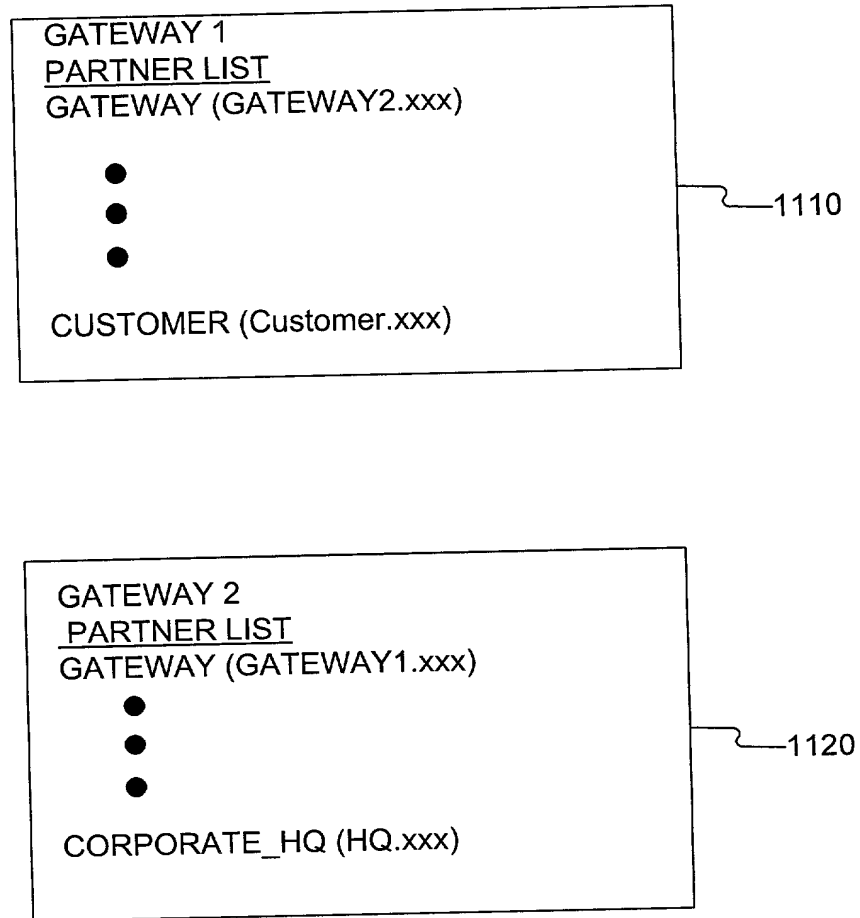 GATEWAY 1
PARTNER LIST
GATEWAY (GATEWAY2.xxx)
CUSTOMER (Customer.xxx)
1110
GATEWAY 2
PARTNER LIST
GATEWAY (GATEWAY1.xxx)
CORPORATE_HQ (HQ.xxx)
1120